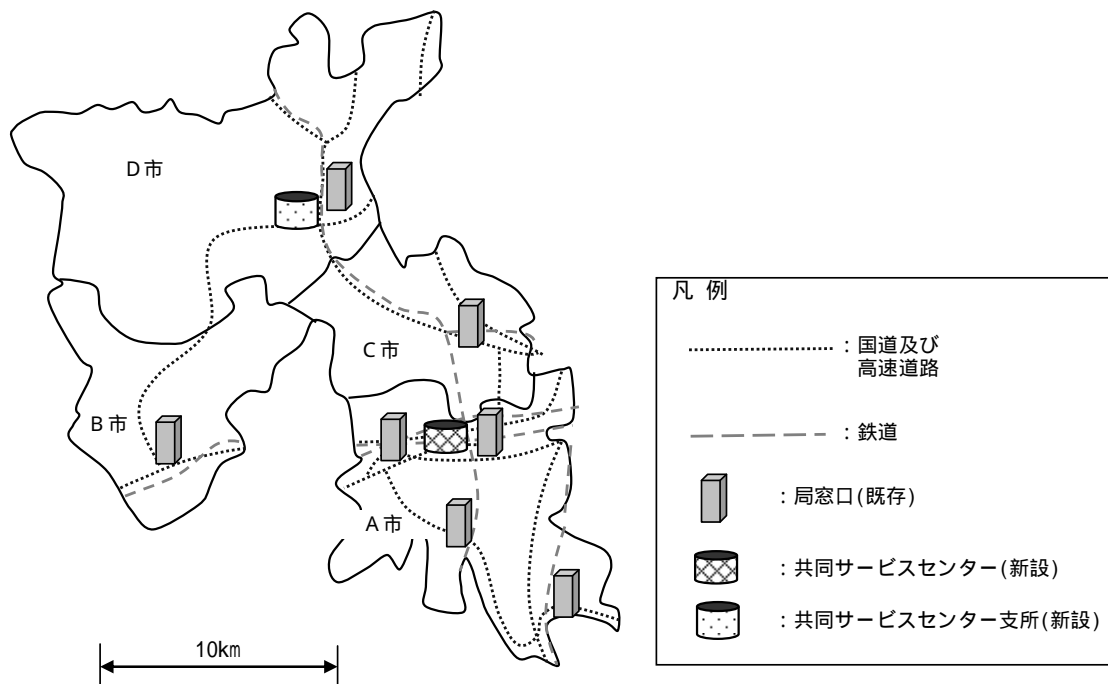 D市
C市
B市
A市
10km
凡 例
：国道及び
高速道路
：鉄道
：局窓口(既存)
：共同サービスセンター(新設)
：共同サービスセンター支所(新設)